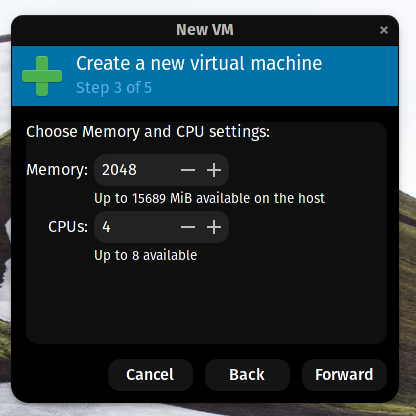 New VM
Create a new virtual machine
Step 3 of 5
Choose Memory and CPU settings:
Memory: 2048
Up to 15689 MiB available on the host
CPUs: 4
Up to 8 available
Cancel Back Forward